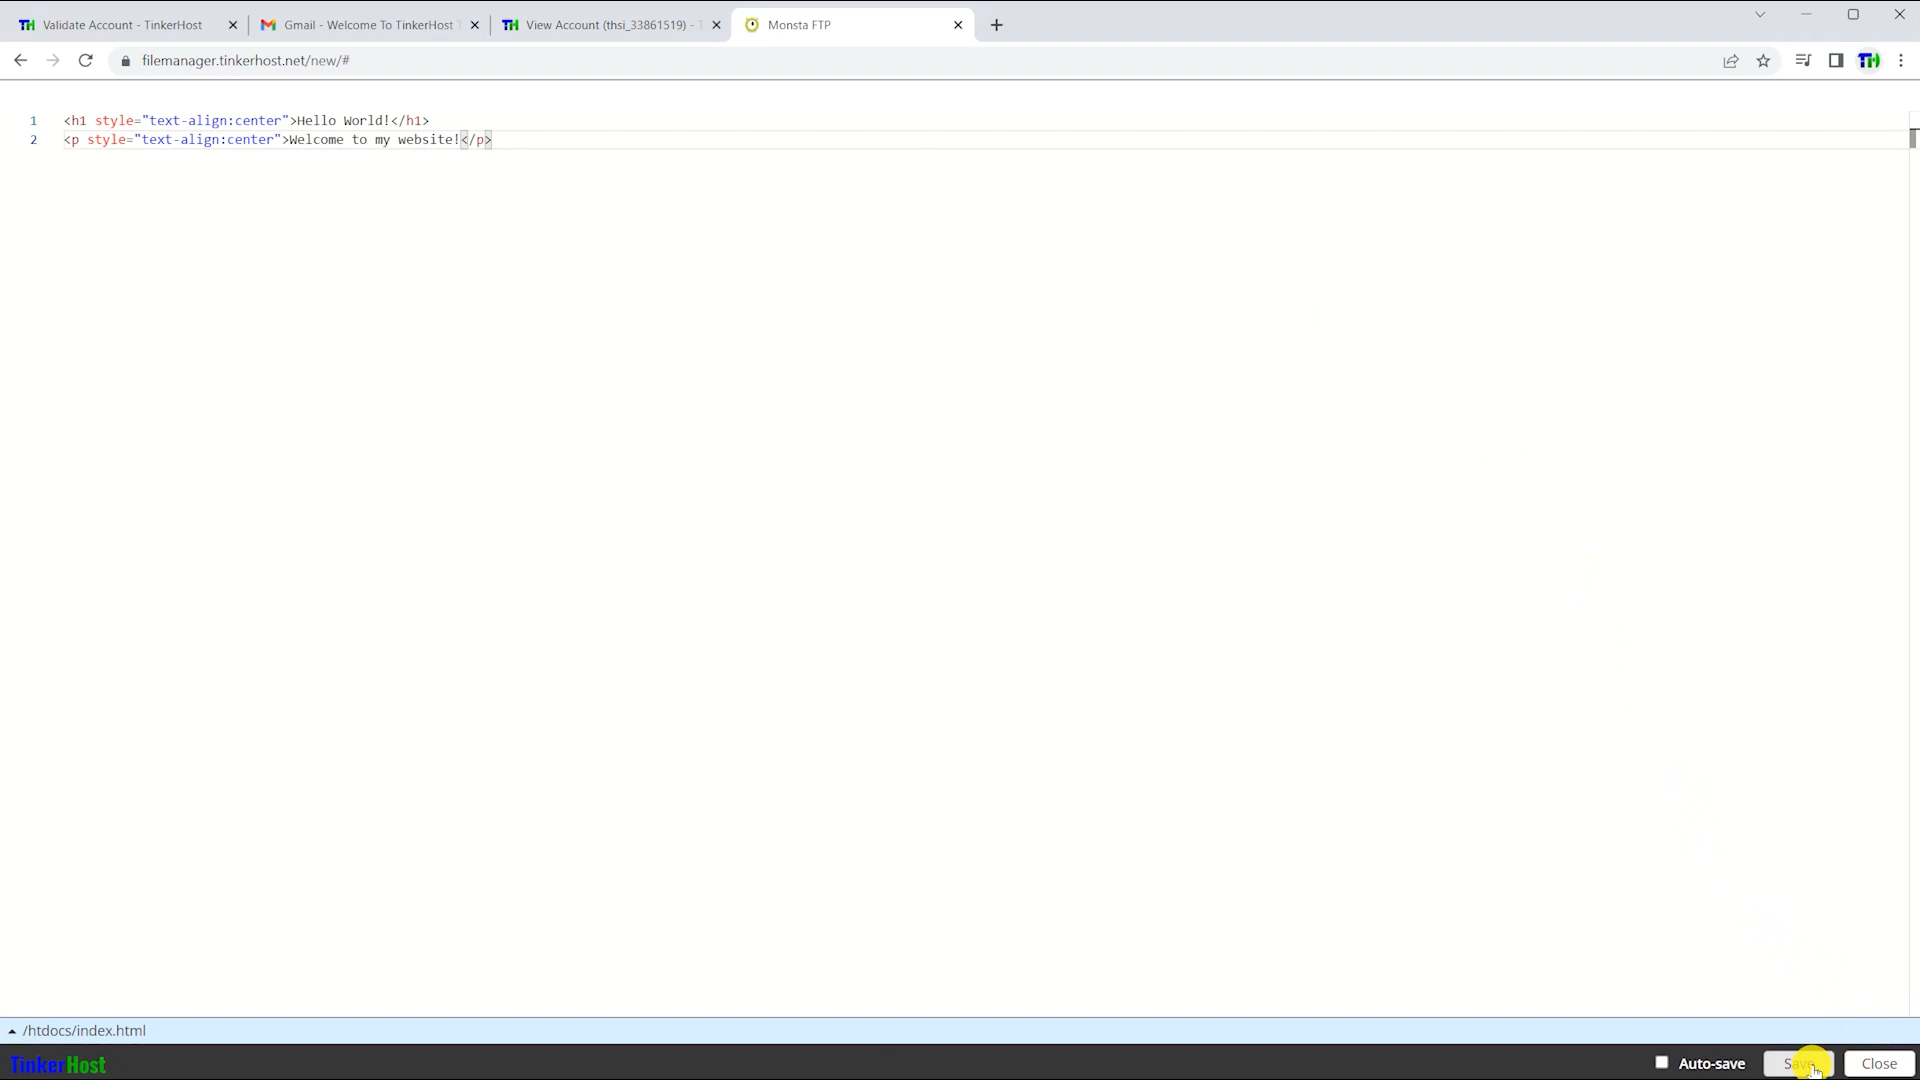 Validate Account - TinkerHost
Gmail - Welcome To TinkerHost
View Account (thsi_33861519) -
Monsta FTP
filemanager.tinkerhost.net/new/#
TH
1 <h1 style="text-align:center">Hello World!</h1>
2 <p style="text-align:center">Welcome to my website!</p>
/htdocs/index.html
TinkerHost
Auto-save
Save
Close